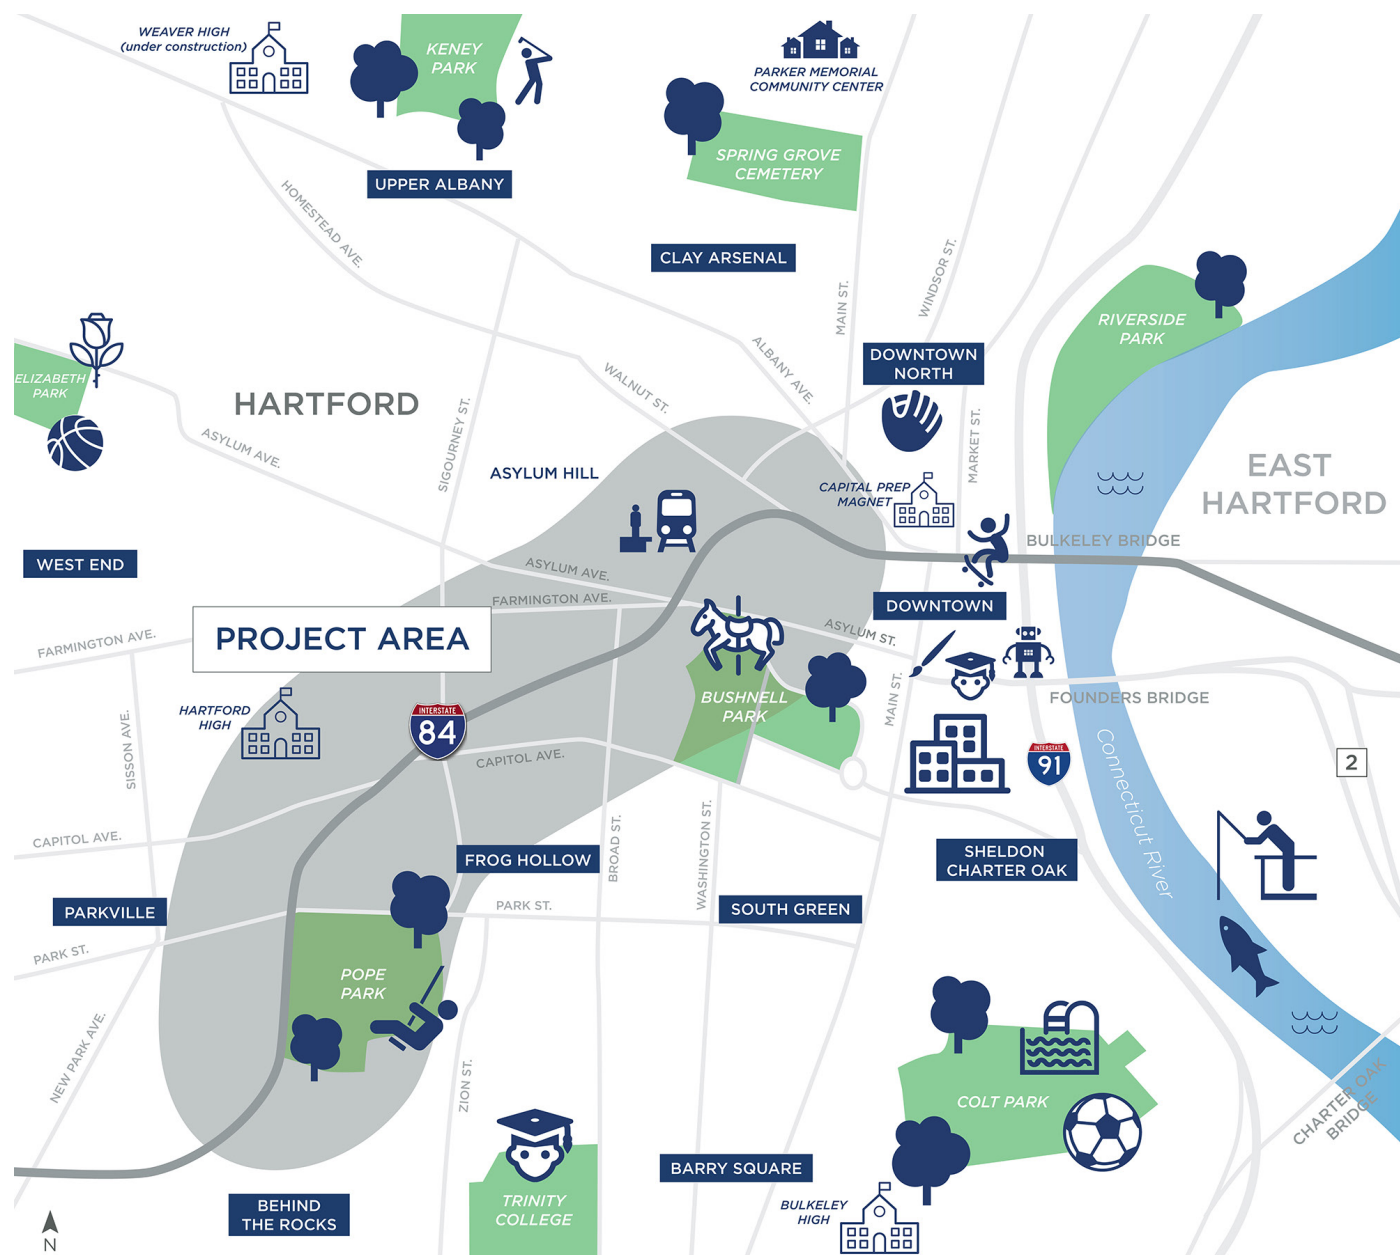 WEAVER HIGH
(under construction)
KENEY
PARK
PARKER MEMORIAL
COMMUNITY CENTER
SPRING GROVE
CEMETERY
UPPER ALBANY
HOMESTEAD AVE.
CLAY ARSENAL
WINDSOR ST.
MAIN ST.
RIVERSIDE
PARK
ALBANY AVE.
DOWNTOWN
NORTH
ELIZABETH
PARK
WALNUT ST.
HARTFORD
SIGOURNEY ST.
MARKET ST.
ASYLUM AVE.
ASYLUM HILL
EAST
HARTFORD
CAPITAL PREP
MAGNET
BULKELEY BRIDGE
WEST END
ASYLUM AVE.
FARMINGTON AVE.
DOWNTOWN
PROJECT AREA
ASYLUM ST.
FARMINGTON AVE.
BUSHNELL
PARK
MAIN ST.
FOUNDERS BRIDGE
HARTFORD
HIGH
INTERSTATE
84
SISSON AVE.
CAPITOL AVE.
INTERSTATE
91
2
Connecticut River
CAPITOL AVE.
BROAD ST.
WASHINGTON ST.
FROG HOLLOW
SHELDON
CHARTER OAK
PARKVILLE
PARK ST.
SOUTH GREEN
PARK ST.
POPE
PARK
NEW PARK AVE.
ZION ST.
COLT PARK
CHARTER OAK
BRIDGE
BARRY SQUARE
BEHIND
THE ROCKS
TRINITY
COLLEGE
BULKELEY
HIGH
N